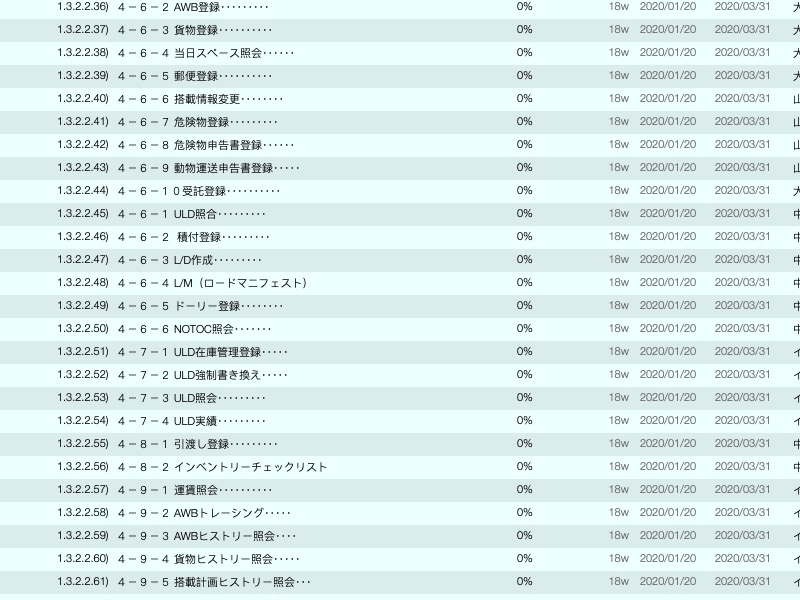 1.3.2.2.36) 4－6－2 AWB登録‥‥‥‥‥ 0% 18w 2020/01/20 2020/03/31 大
1.3.2.2.37) 4－6－3 貨物登録‥‥‥‥‥ 0% 18w 2020/01/20 2020/03/31 大
1.3.2.2.38) 4－6－4 当日スペース照会‥‥‥ 0% 18w 2020/01/20 2020/03/31 大
1.3.2.2.39) 4－6－5 郵便登録‥‥‥‥‥ 0% 18w 2020/01/20 2020/03/31 大
1.3.2.2.40) 4－6－6 搭載情報変更‥‥‥‥ 0% 18w 2020/01/20 2020/03/31 山
1.3.2.2.41) 4－6－7 危険物登録‥‥‥‥‥ 0% 18w 2020/01/20 2020/03/31 山
1.3.2.2.42) 4－6－8 危険物申告書登録‥‥‥ 0% 18w 2020/01/20 2020/03/31 山
1.3.2.2.43) 4－6－9 動物運送申告書登録‥‥‥ 0% 18w 2020/01/20 2020/03/31 山
1.3.2.2.44) 4－6－10受託登録‥‥‥‥‥ 0% 18w 2020/01/20 2020/03/31 大
1.3.2.2.45) 4－6－1 ULD照合‥‥‥‥‥ 0% 18w 2020/01/20 2020/03/31 中
1.3.2.2.46) 4－6－2 積付登録‥‥‥‥‥ 0% 18w 2020/01/20 2020/03/31 中
1.3.2.2.47) 4－6－3 L/D作成‥‥‥‥‥ 0% 18w 2020/01/20 2020/03/31 中
1.3.2.2.48) 4－6－4 L/M（ロードマニフェスト） 0% 18w 2020/01/20 2020/03/31 中
1.3.2.2.49) 4－6－5 ドーリー登録‥‥‥‥ 0% 18w 2020/01/20 2020/03/31 中
1.3.2.2.50) 4－6－6 NOTOC照会‥‥‥‥ 0% 18w 2020/01/20 2020/03/31 中
1.3.2.2.51) 4－7－1 ULD在庫管理登録‥‥‥ 0% 18w 2020/01/20 2020/03/31 イ
1.3.2.2.52) 4－7－2 ULD強制書き換え‥‥‥ 0% 18w 2020/01/20 2020/03/31 イ
1.3.2.2.53) 4－7－3 ULD照会‥‥‥‥‥ 0% 18w 2020/01/20 2020/03/31 イ
1.3.2.2.54) 4－7－4 ULD実績‥‥‥‥‥ 0% 18w 2020/01/20 2020/03/31 イ
1.3.2.2.55) 4－8－1 引渡し登録‥‥‥‥‥ 0% 18w 2020/01/20 2020/03/31 中
1.3.2.2.56) 4－8－2 インベントリーチェックリスト 0% 18w 2020/01/20 2020/03/31 中
1.3.2.2.57) 4－9－1 運賃照会‥‥‥‥‥ 0% 18w 2020/01/20 2020/03/31 イ
1.3.2.2.58) 4－9－2 AWBトレーシング‥‥‥ 0% 18w 2020/01/20 2020/03/31 イ
1.3.2.2.59) 4－9－3 AWBヒストリー照会‥‥ 0% 18w 2020/01/20 2020/03/31 イ
1.3.2.2.60) 4－9－4 貨物ヒストリー照会‥‥‥ 0% 18w 2020/01/20 2020/03/31 イ
1.3.2.2.61) 4－9－5 搭載計画ヒストリー照会… 0% 18w 2020/01/20 2020/03/31 イ